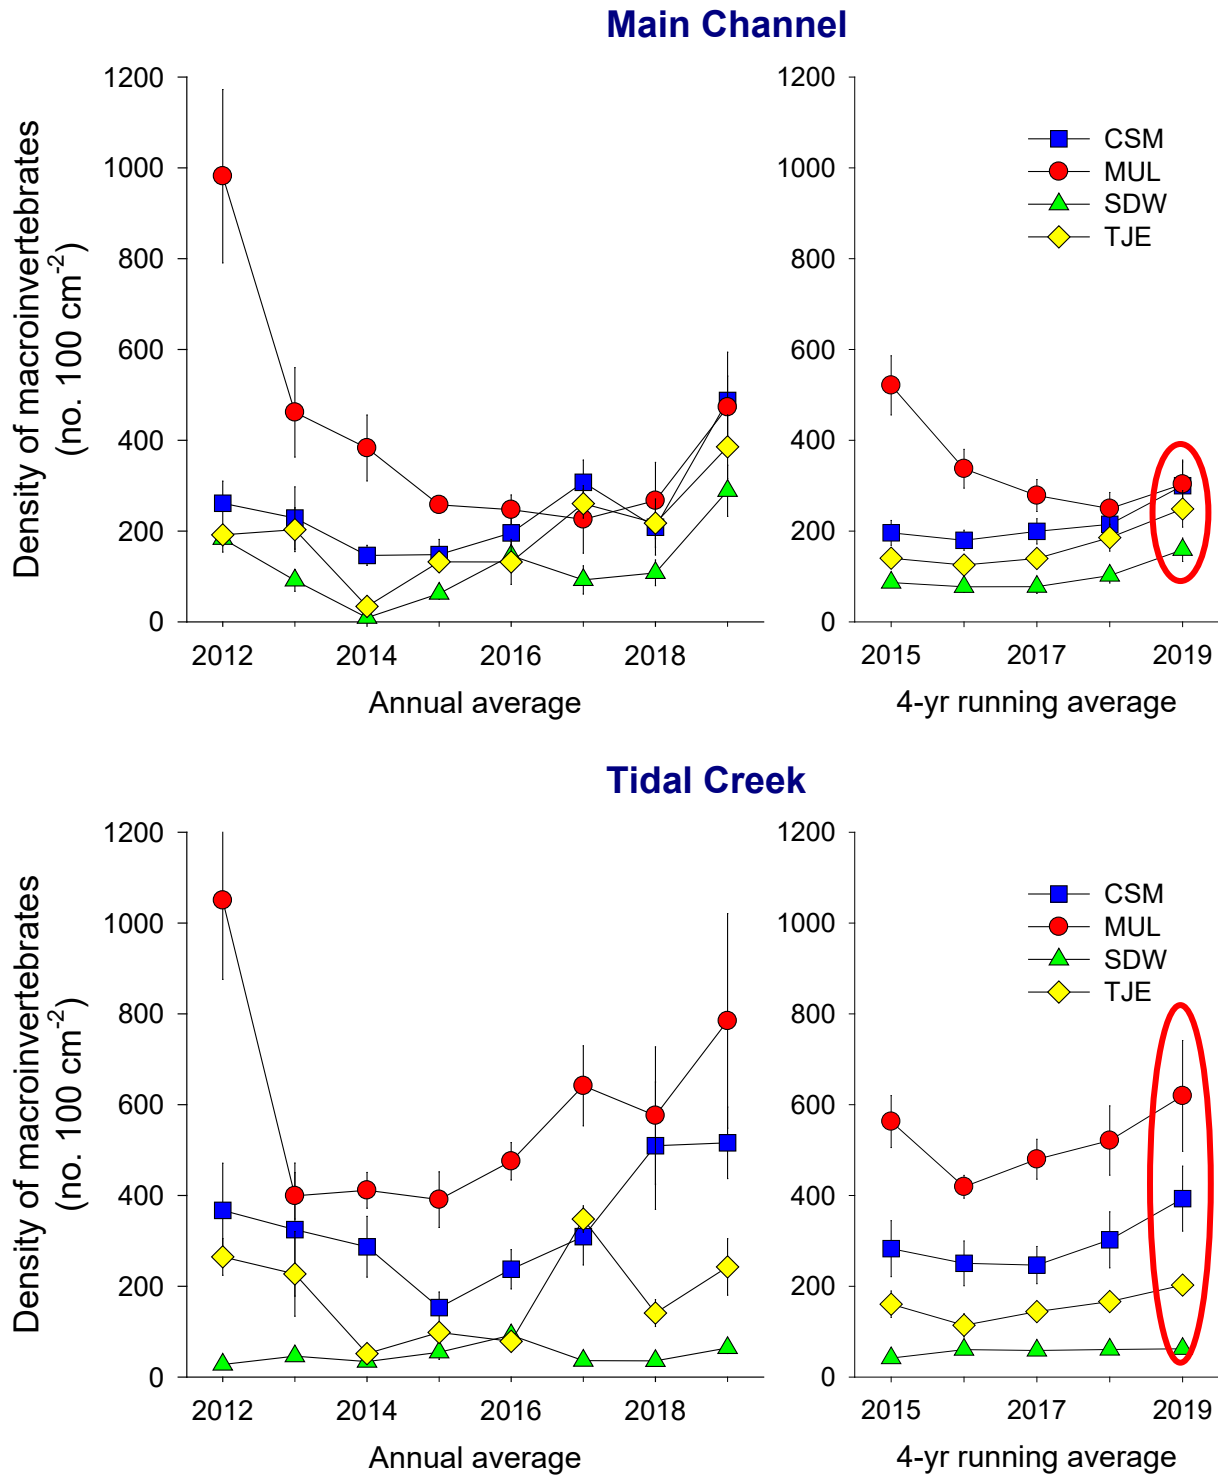 Main Channel
Density of macroinvertebrates
(no. 100 cm⁻²)
1200
1000
800
600
400
200
0
2012 2014 2016 2018
Annual average
CSM
MUL
SDW
TJE
2015 2017 2019
4-yr running average
1200
1000
800
600
400
200
0
Tidal Creek
Density of macroinvertebrates
(no. 100 cm⁻²)
1200
1000
800
600
400
200
0
2012 2014 2016 2018
Annual average
1200
1000
800
600
400
200
0
CSM
MUL
SDW
TJE
2015 2017 2019
4-yr running average